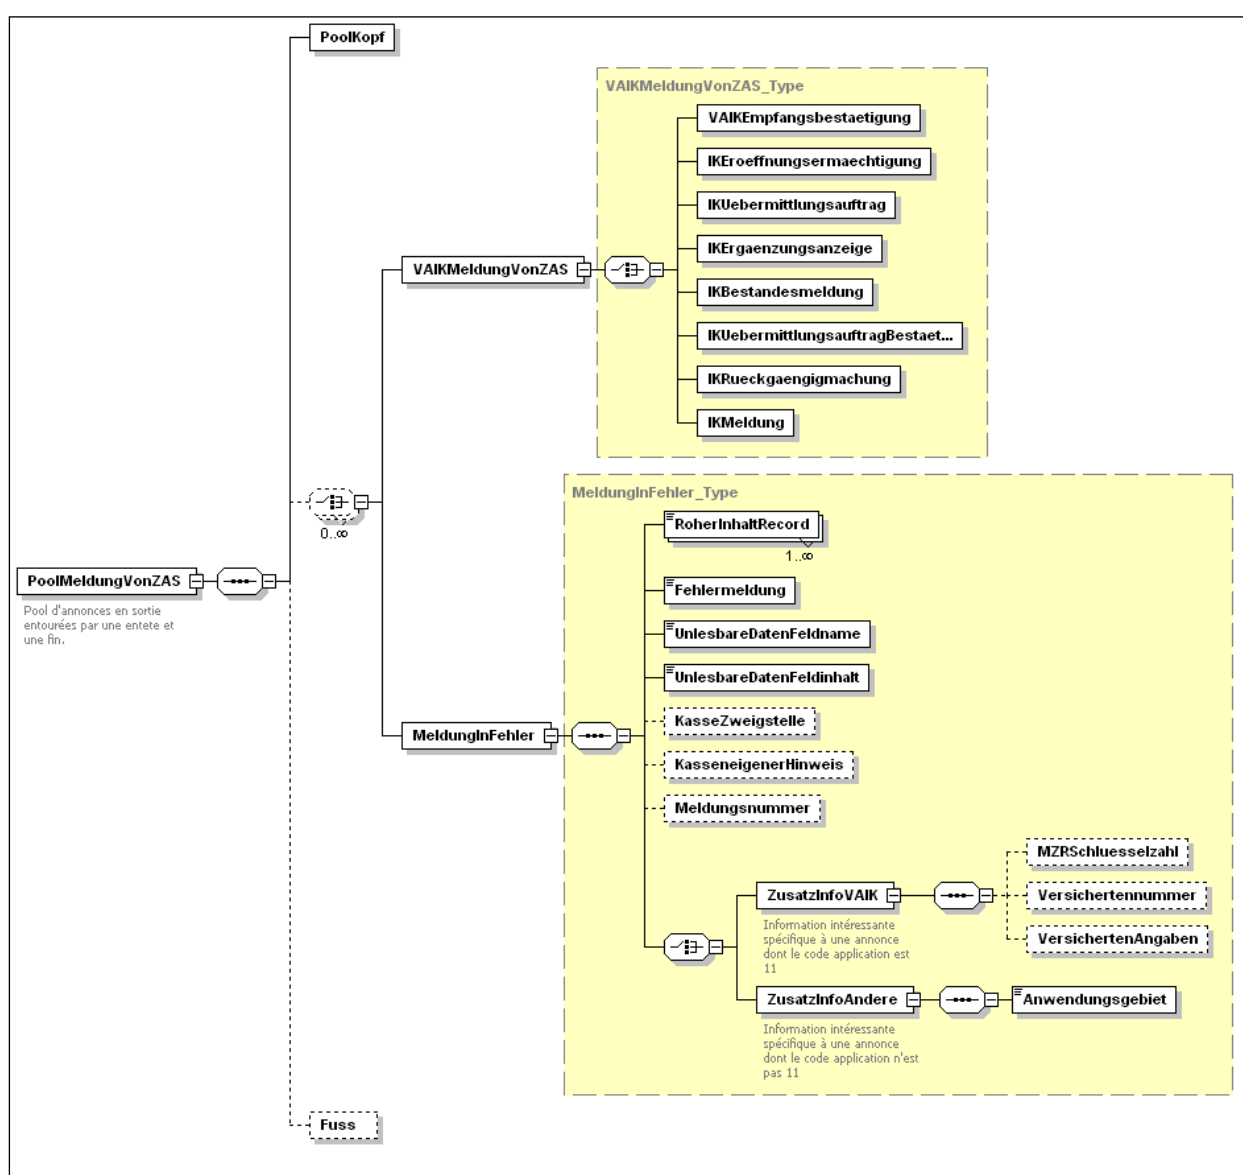 PoolKopf
VAIKMeldungVonZAS_Type
VAIKEmpfangsbestaetigung
IKEroeffnungsermaechtigung
IKUebermittlungsauftrag
IKErgaenzungsanzeige
VAIKMeldungVonZAS
IKBestandesmeldung
IKUebermittlungsauftragBestaet...
IKRueckgaengigmachung
IKMeldung
MeldungInFehler_Type
RoherInhaltRecord
1..∞
0..∞
PoolMeldungVonZAS
Pool d'annonces en sortie
entourées par une entete et
une fin.
Fehlermeldung
UnlesbareDatenFeldname
UnlesbareDatenFeldinhalt
KasseZweigstelle
MeldungInFehler
KasseneigenerHinweis
Meldungsnummer
MZRSchluesselzahl
ZusatzInfoVAIK
Versichertennummer
Information intéressante
spécifique à une annonce
dont le code application est
11
VersichertenAngaben
ZusatzInfoAndere
Anwendungsgebiet
Information intéressante
spécifique à une annonce
dont le code application n'est
pas 11
Fuss